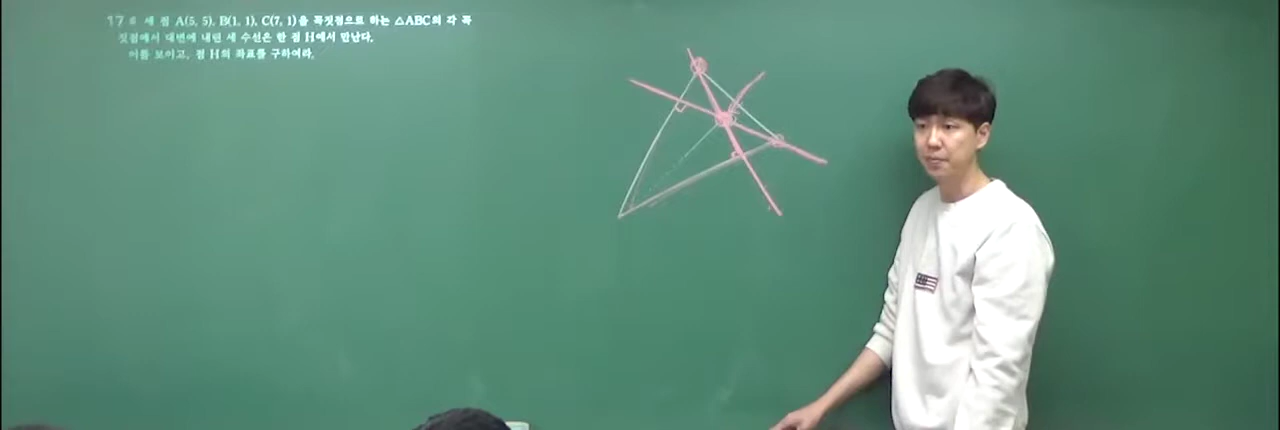 17 세 점 A(5, 5), B(1, 1), C(7, 1)을 꼭짓점으로 하는 △ABC의 각 꼭
짓점에서 대변에 내린 세 수선은 한 점 H에서 만난다.
이를 보이고, 점 H의 좌표를 구하여라.